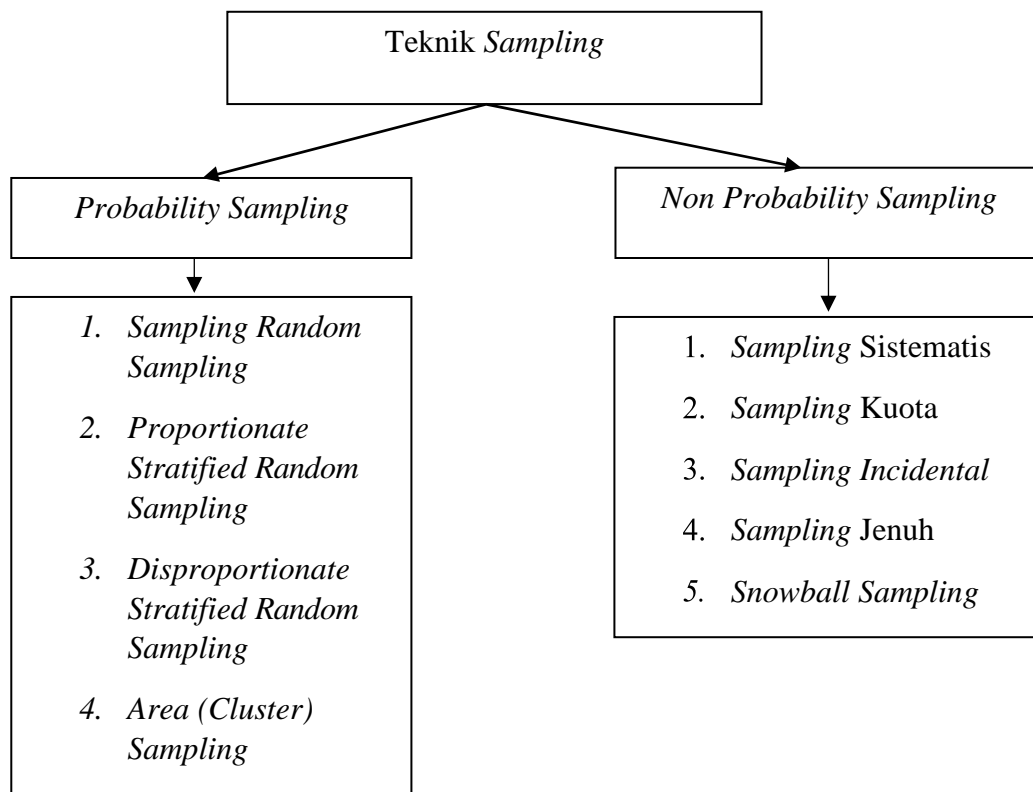 Teknik Sampling
Probability Sampling
Non Probability Sampling
1. Sampling Random
Sampling
2. Proportionate
Stratified Random
Sampling
3. Disproportionate
Stratified Random
Sampling
4. Area (Cluster)
Sampling
1. Sampling Sistematis
2. Sampling Kuota
3. Sampling Incidental
4. Sampling Jenuh
5. Snowball Sampling